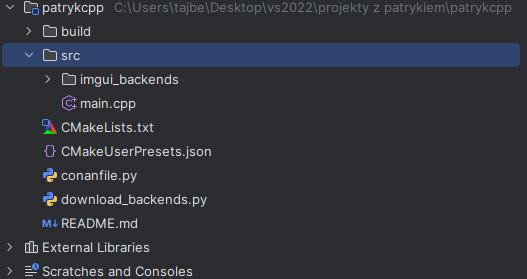 patrykcpp C:\Users\tajbe\Desktop\vs2022\projekty z patrykiem\patrykcpp
build
src
imgui_backends
main.cpp
CMakeLists.txt
CMakeUserPresets.json
conanfile.py
download_backends.py
README.md
External Libraries
Scratches and Consoles